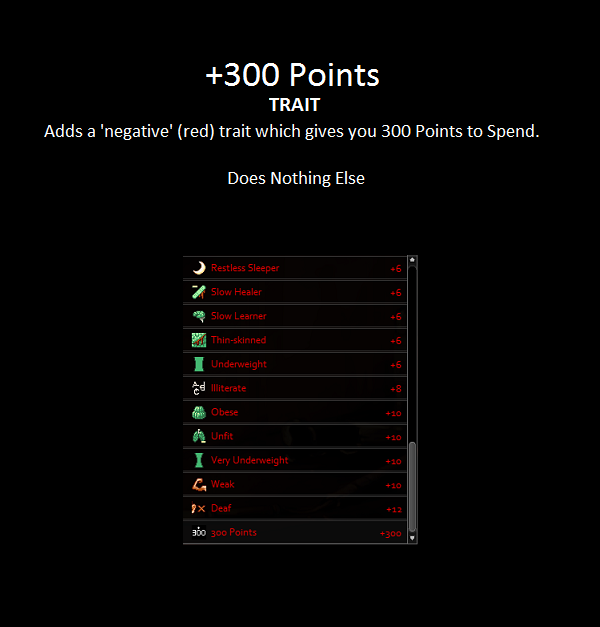 +300 Points
TRAIT
Adds a 'negative' (red) trait which gives you 300 Points to Spend.
Does Nothing Else
Restless Sleeper +6
Slow Healer +6
Slow Learner +6
Thin-skinned +6
Underweight +6
Illiterate +8
Obese +10
Unfit +10
Very Underweight +10
Weak +10
Deaf +12
300 300 Points +300